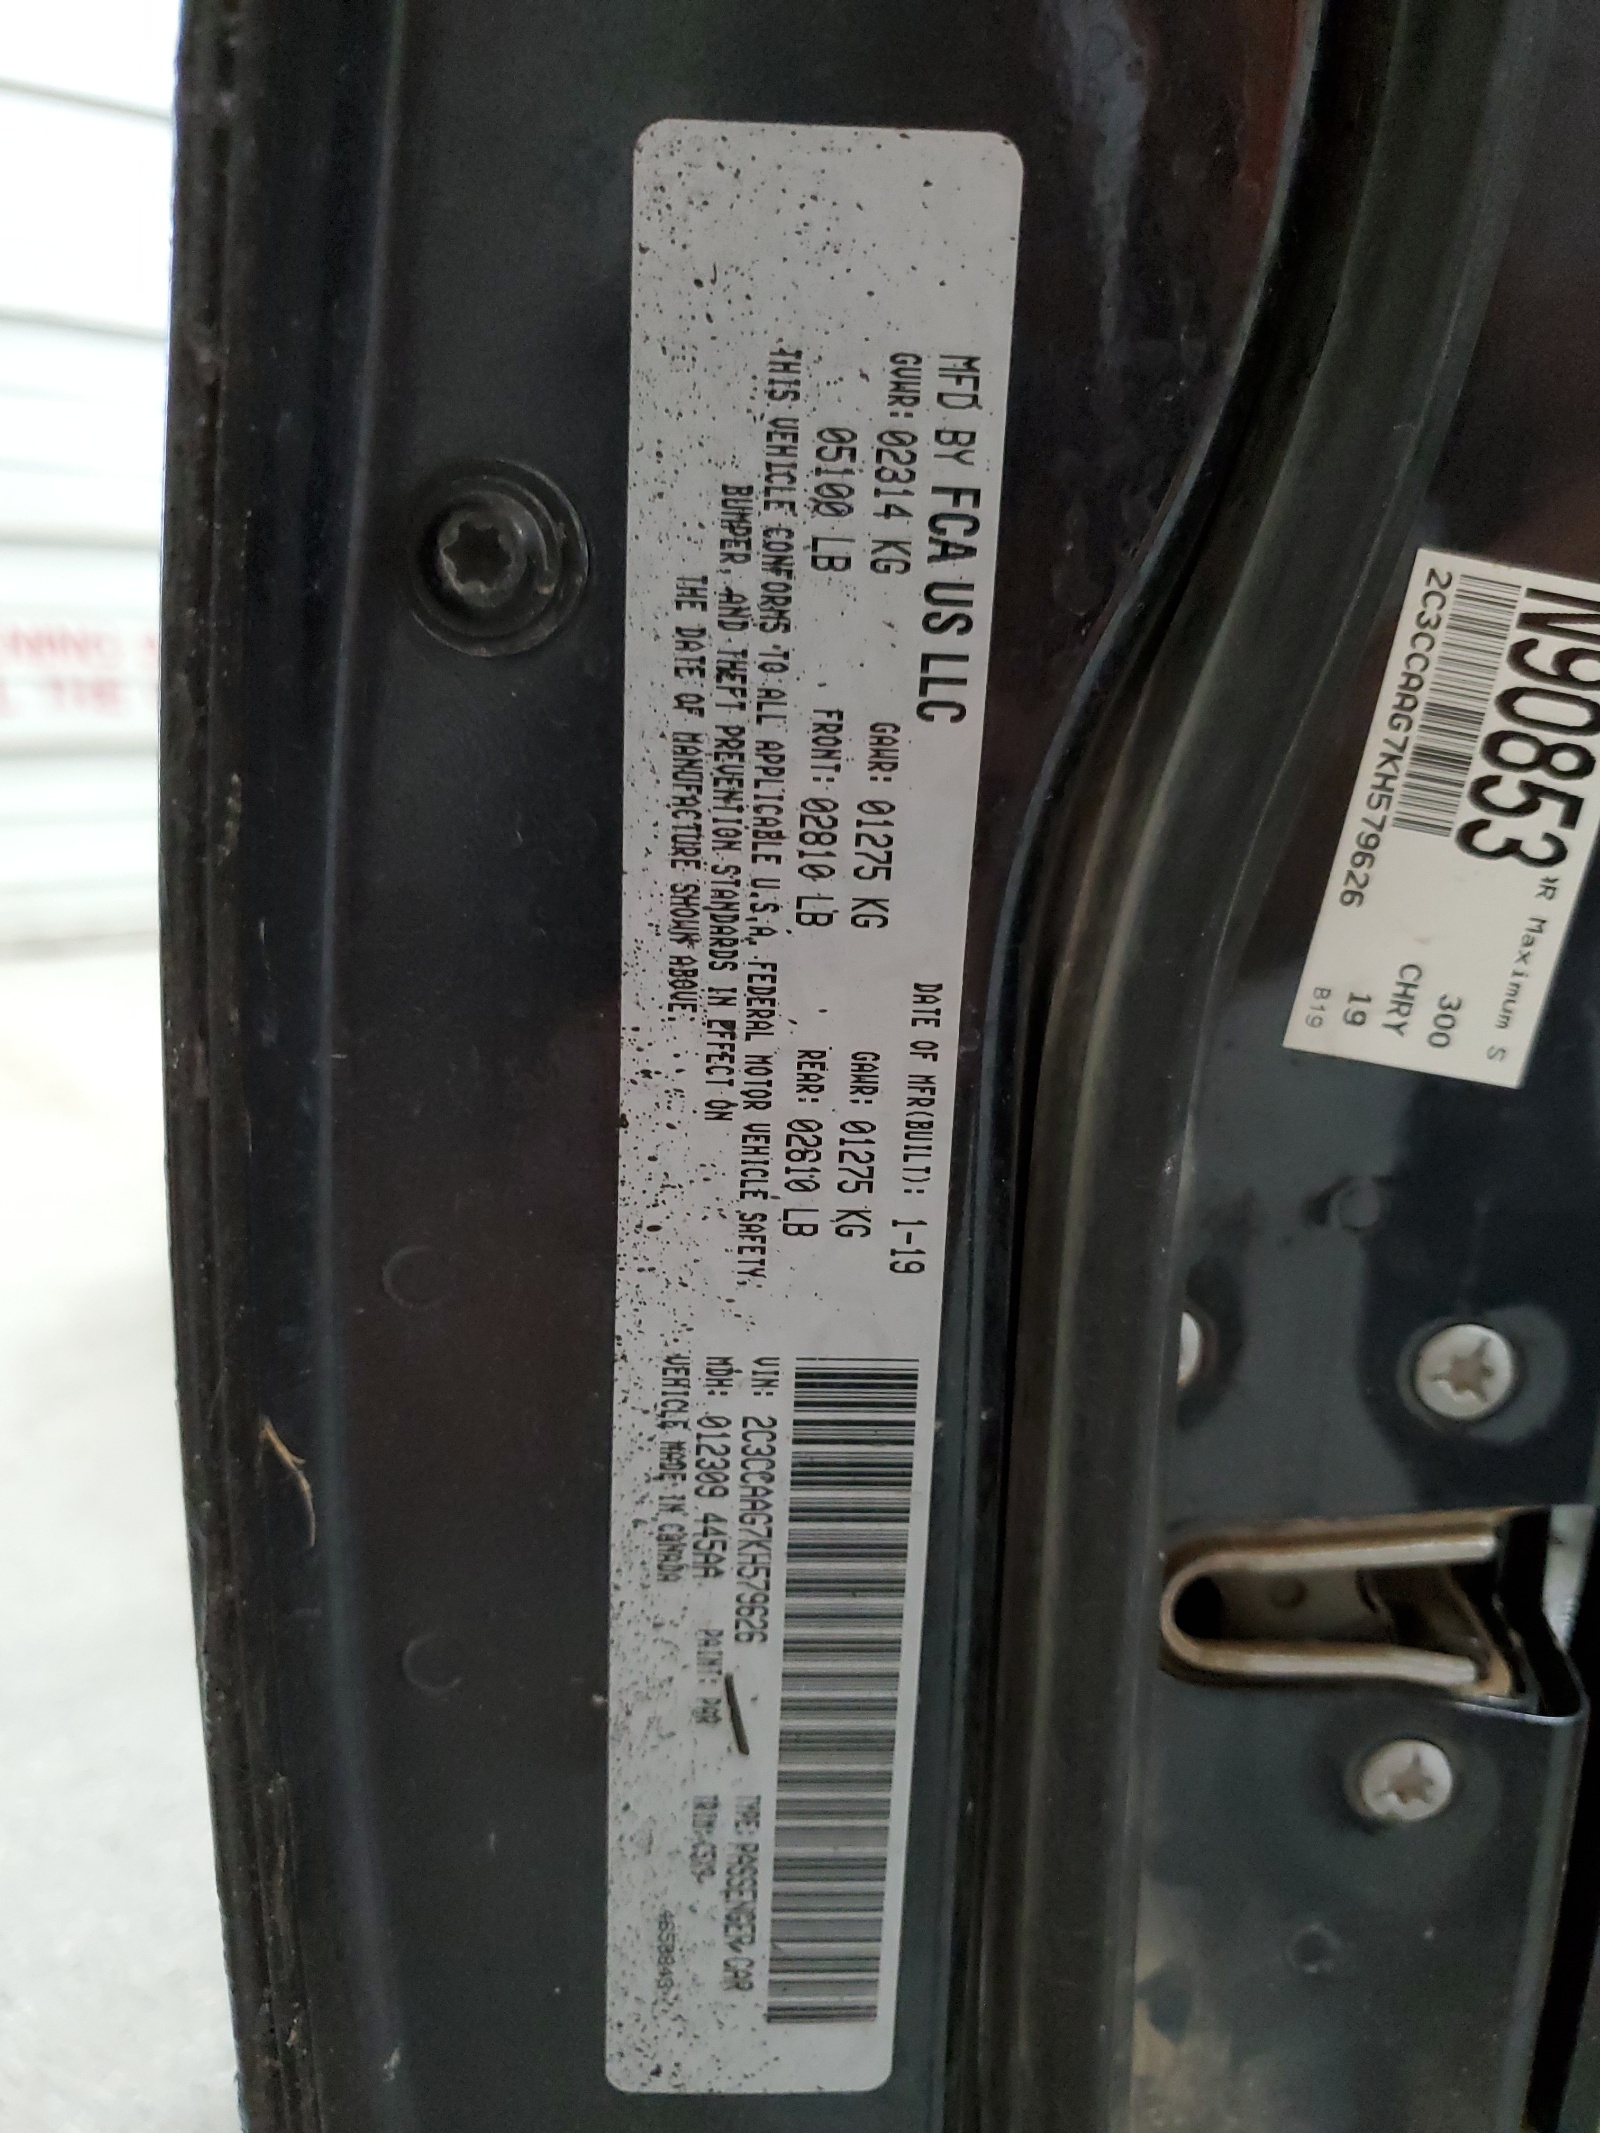 MFD BY FCA US LLC
DATE OF MFR(BUILT): 1-19
GVWR: 02314 KG
GAWR: 01275 KG
GAWR: 01275 KG
05100 LB
FRONT: 02810 LB
REAR: 02810 LB
THIS VEHICLE CONFORMS TO ALL APPLICABLE U.S.A. FEDERAL MOTOR VEHICLE SAFETY,
BUMPER, AND THEFT PREVENTION STANDARDS IN EFFECT ON
THE DATE OF MANUFACTURE SHOWN ABOVE.
VIN: 2C3CCAAG7KH579626
TYPE: PASSENGER CAR
MDH: 012309 445AA
PAINT:
TRIM:
VEHICLE MADE IN CANADA
N90853
Maximum S
2C3CCAAG7KH579626
300
CHRY
19
B19